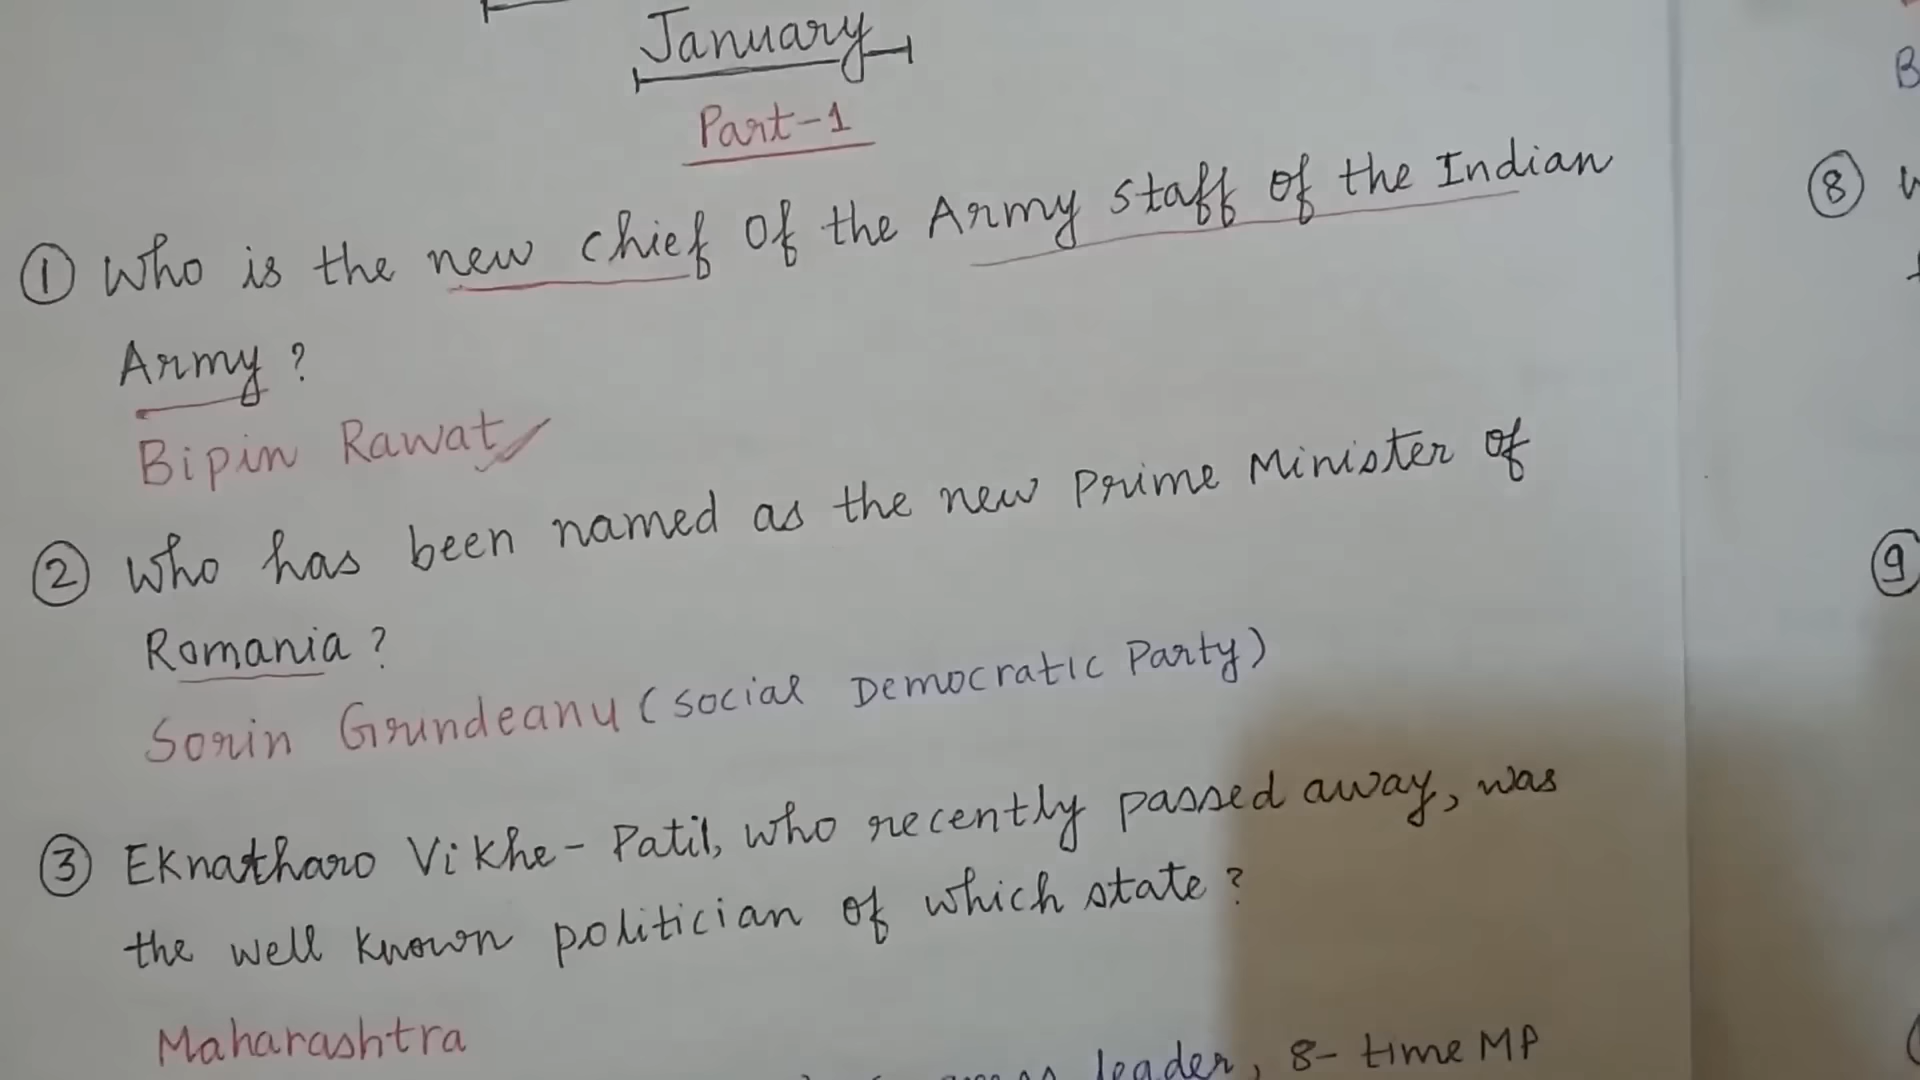 January
Part-1
① Who is the new chief of the Army staff of the Indian
Army?
Bipin Rawat
② Who has been named as the new Prime Minister of
Romania?
Sorin Grundeanu (Social Democratic Party)
③ Eknatharo Vikhe-Patil, who recently passed away, was
the well known politician of which state?
Maharashtra
leader, 8-time MP
B
⑧
⑨